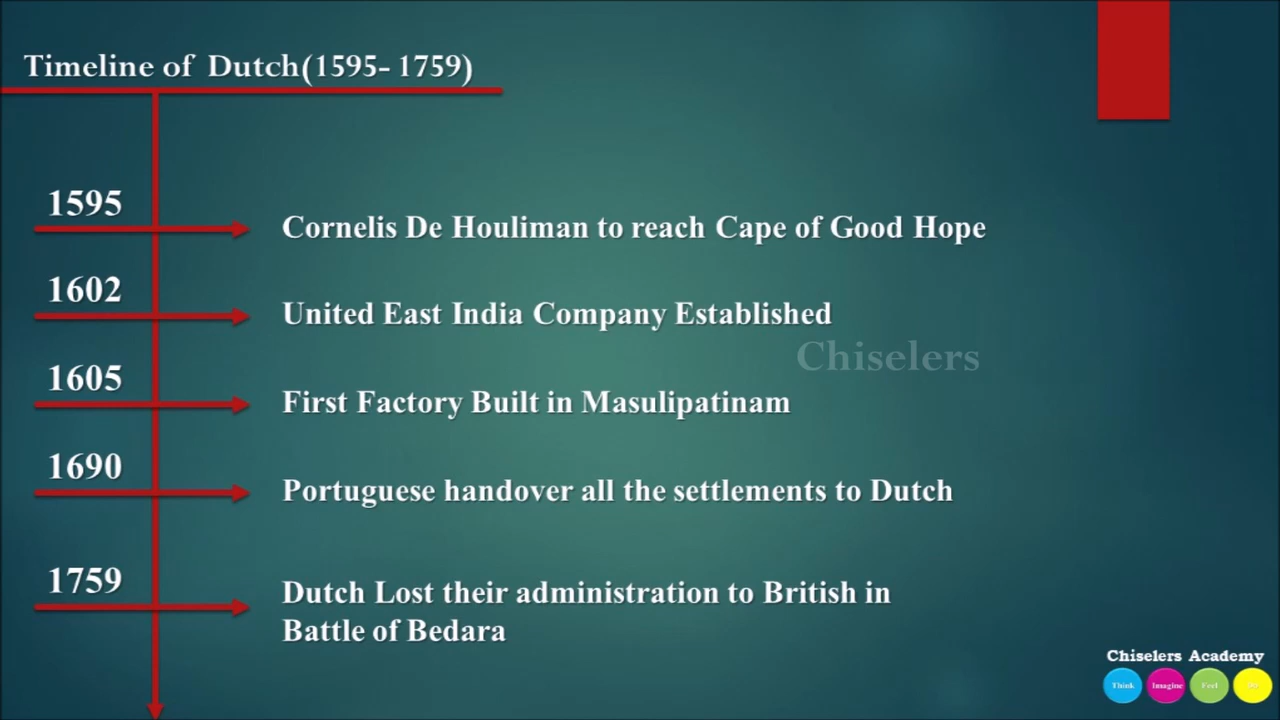 Timeline of Dutch(1595- 1759)
1595
Cornelis De Houliman to reach Cape of Good Hope
1602
United East India Company Established
Chiselers
1605
First Factory Built in Masulipatinam
1690
Portuguese handover all the settlements to Dutch
1759
Dutch Lost their administration to British in
Battle of Bedara
Chiselers Academy
Think Imagine Feel